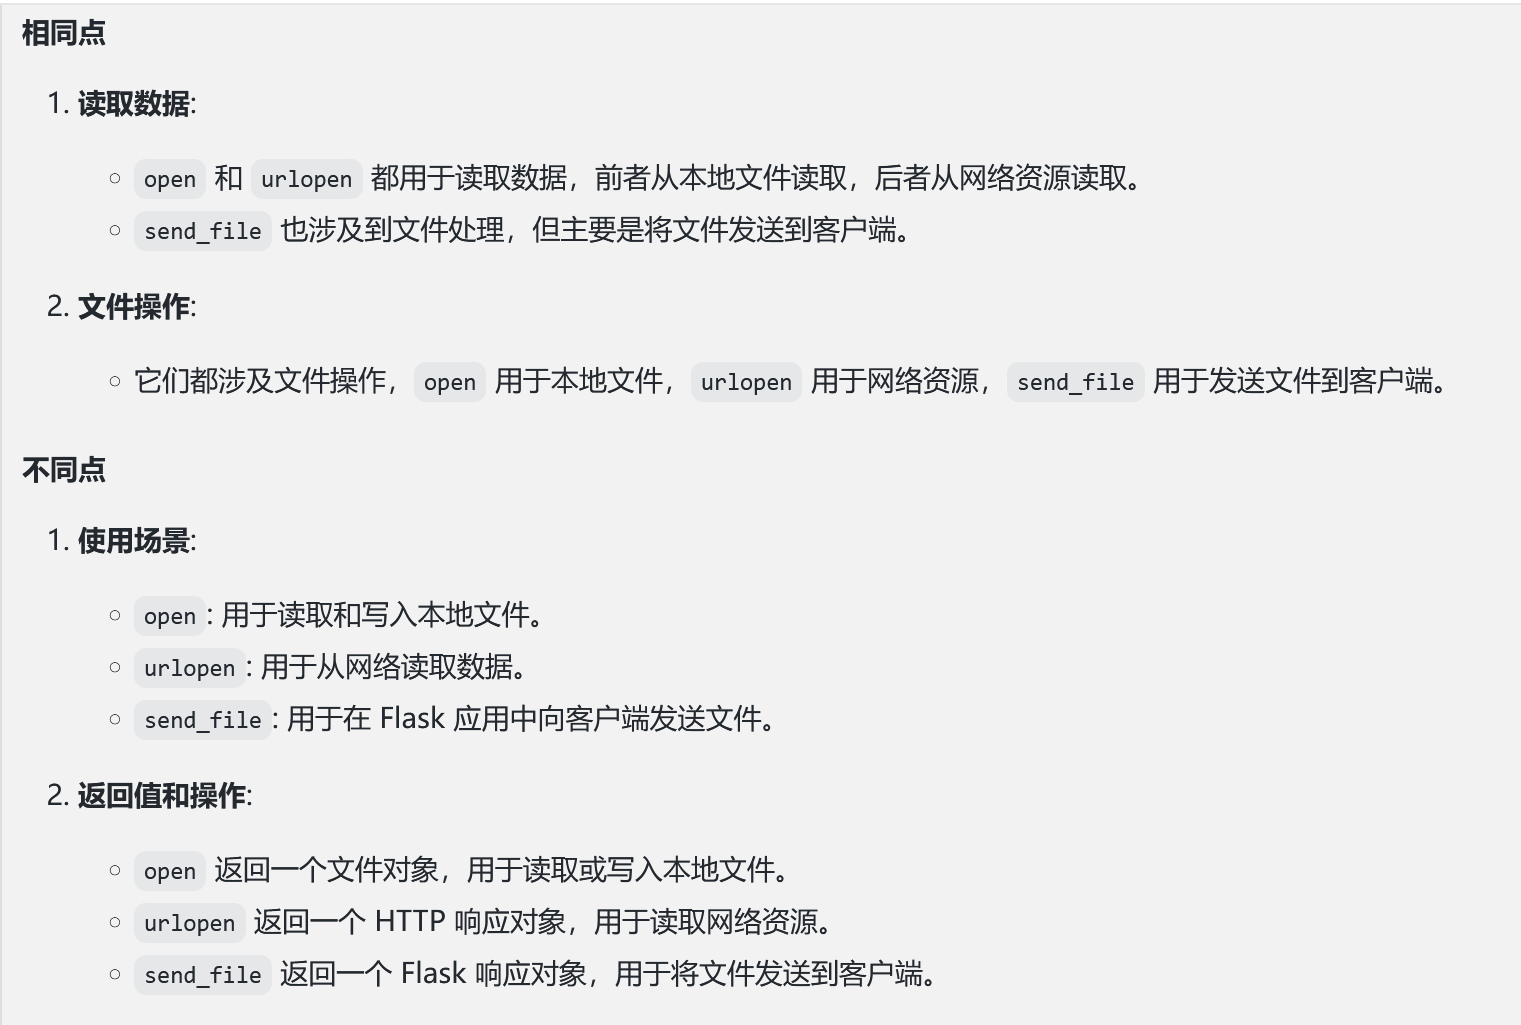 相同点
1. 读取数据:
open 和 urlopen 都用于读取数据，前者从本地文件读取，后者从网络资源读取。
send_file 也涉及到文件处理，但主要是将文件发送到客户端。
2. 文件操作:
它们都涉及文件操作，open 用于本地文件，urlopen 用于网络资源，send_file 用于发送文件到客户端。
不同点
1. 使用场景:
open: 用于读取和写入本地文件。
urlopen: 用于从网络读取数据。
send_file: 用于在 Flask 应用中向客户端发送文件。
2. 返回值和操作:
open 返回一个文件对象，用于读取或写入本地文件。
urlopen 返回一个 HTTP 响应对象，用于读取网络资源。
send_file 返回一个 Flask 响应对象，用于将文件发送到客户端。